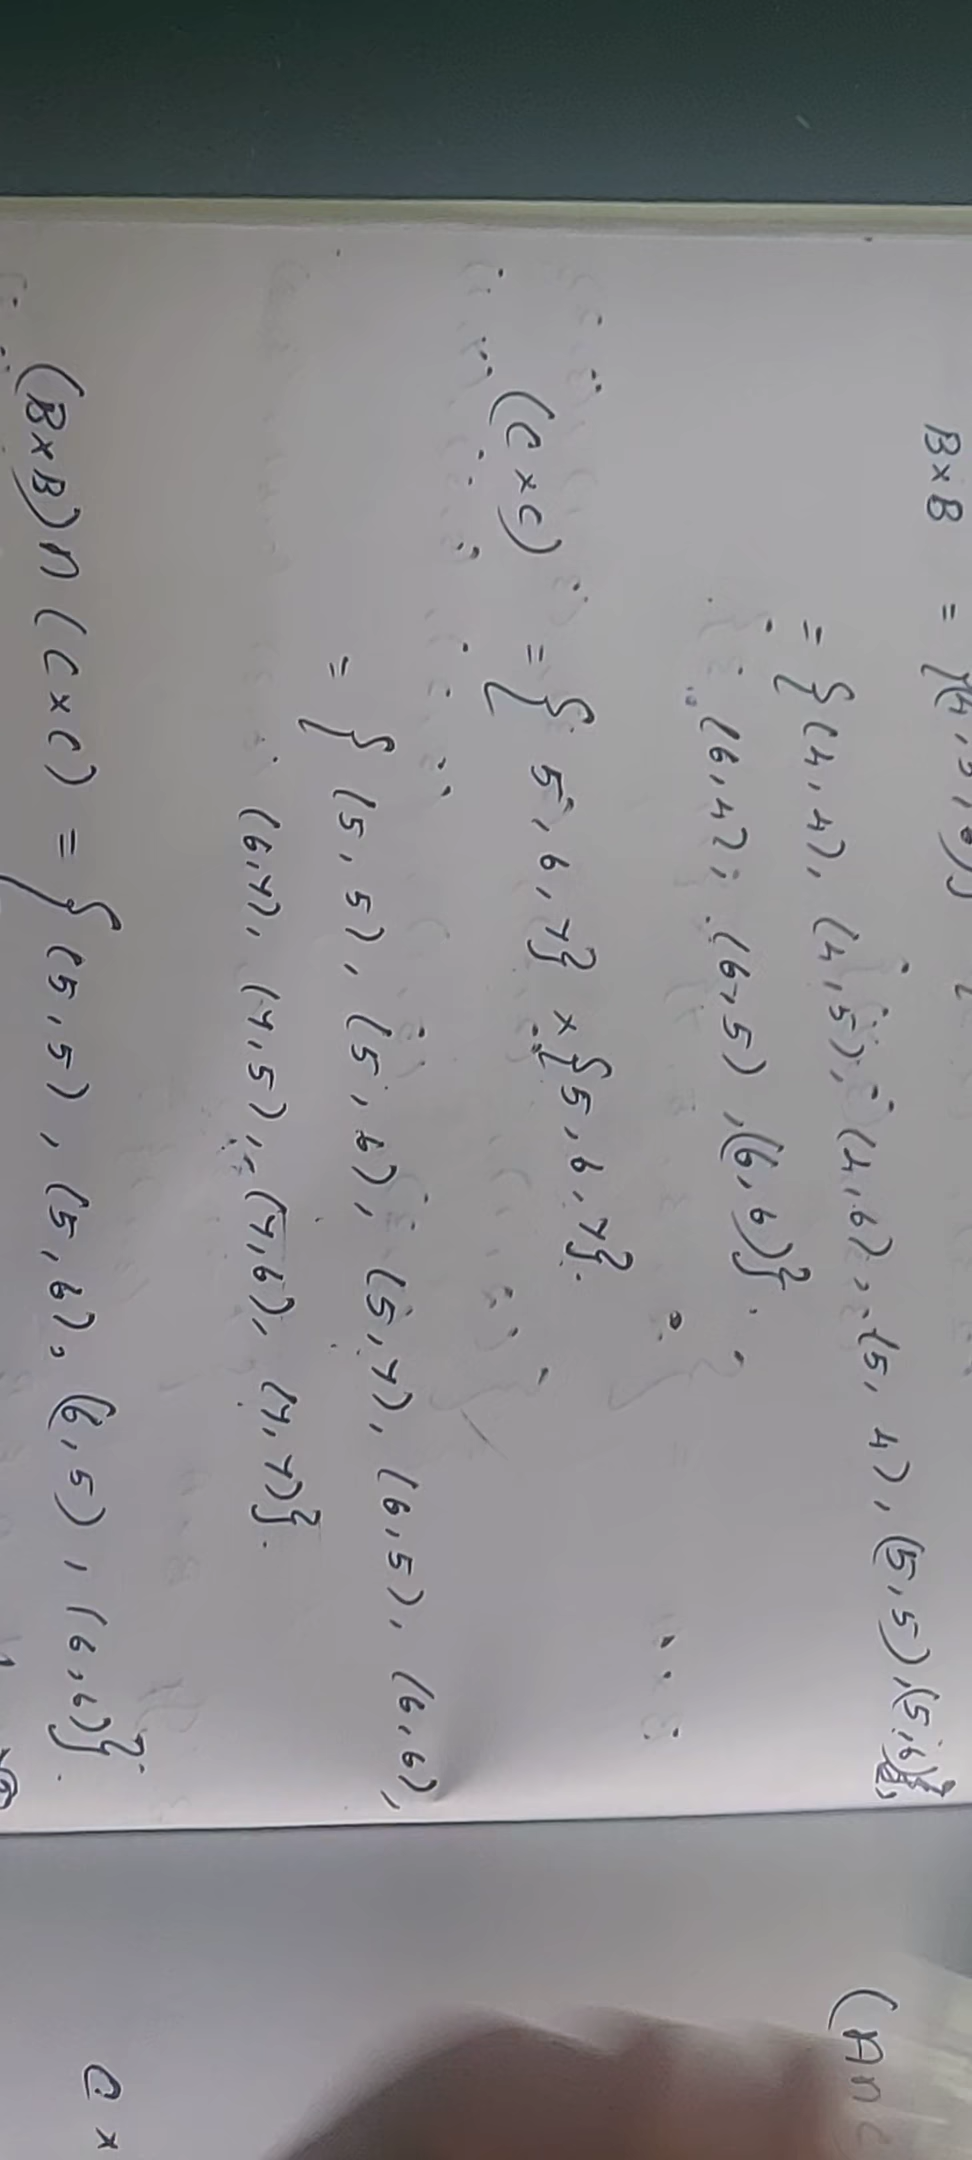 B×B = {4,5,6}
= {(4,4), (4,5), (4,6), (5,4), (5,5), (5,6),
(6,4), (6,5), (6,6)}.
(C×C) = {5,6,7} × {5,6,7}.
= {(5,5), (5,6), (5,7), (6,5), (6,6),
(6,7), (7,5), (7,6), (7,7)}.
(B×B)∩(C×C) = {(5,5), (5,6), (6,5), (6,6)}.
(A∩
C×